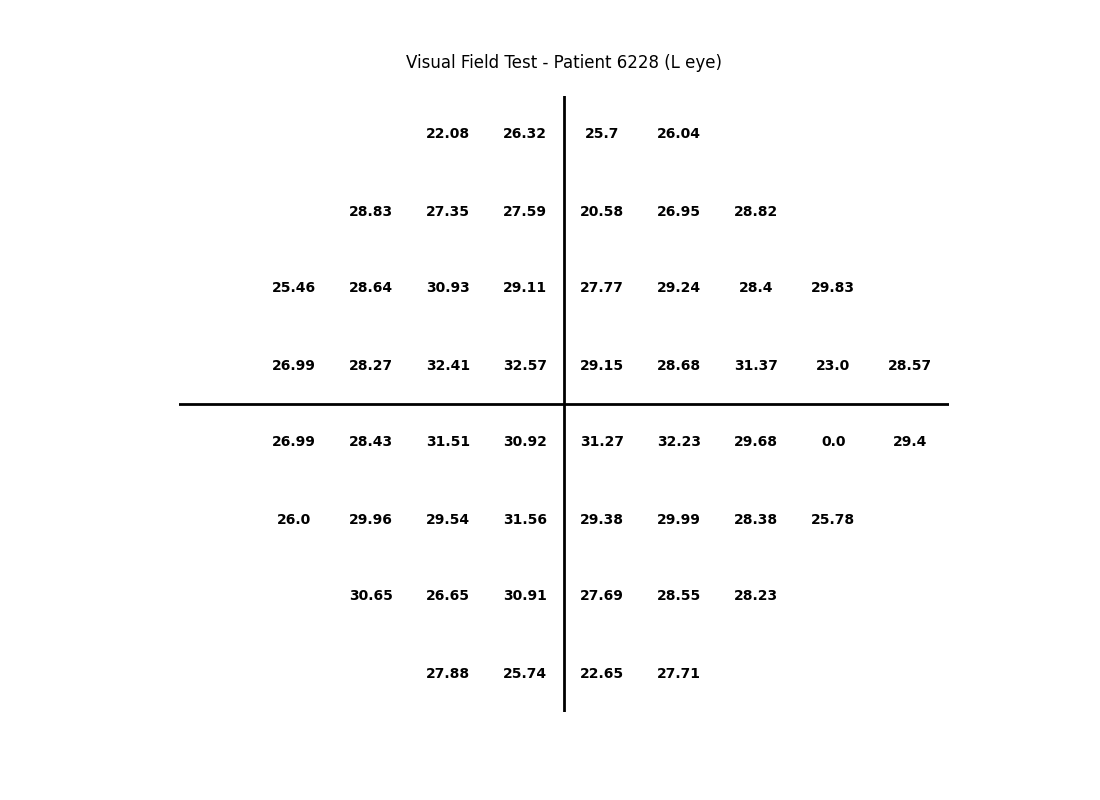 Visual Field Test - Patient 6228 (L eye)
22.08 26.32 25.7 26.04
28.83 27.35 27.59 20.58 26.95 28.82
25.46 28.64 30.93 29.11 27.77 29.24 28.4 29.83
26.99 28.27 32.41 32.57 29.15 28.68 31.37 23.0 28.57
26.99 28.43 31.51 30.92 31.27 32.23 29.68 0.0 29.4
26.0 29.96 29.54 31.56 29.38 29.99 28.38 25.78
30.65 26.65 30.91 27.69 28.55 28.23
27.88 25.74 22.65 27.71